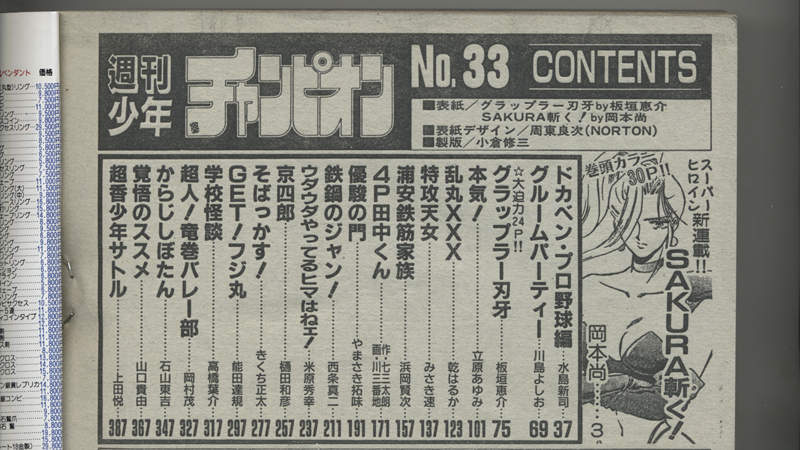 週刊
少年
チャンピオン
No.33
CONTENTS
■表紙／グラップラー刃牙by板垣恵介
SAKURA斬く！by岡本尚
■表紙デザイン／周東良次(NORTON)
■製版／小倉修三
スーパー新連載!!
ヒロイン
巻頭カラー
30P!!
SAKURA斬く！
岡本尚……3
ドカベン・プロ野球編……水島新司 37
グルームパーティー……川島よしお 69
☆大迫力24P!!
グラップラー刃牙……板垣恵介 75
本気！……立原あゆみ 101
乱丸XXX……乾はるか 123
特攻天女……みさき速 137
浦安鉄筋家族……浜岡賢次 157
4P田中くん……作・七三太朗 画・川三番地 171
優駿の門……やまさき拓味 191
鉄鍋のジャン！……西条真二 211
ウダウダやってるヒマはねェ！……米原秀幸 237
京四郎……樋田和彦 257
そばっかす！……きくち正太 277
GET！フジ丸……能田達規 297
学校怪談……高橋葉介 317
超人！竜巻バレー部……岡村茂 327
からじしぼたん……石山東吉 347
覚悟のススメ……山口貴由 367
超香少年サトル……上田悦 387
ペンダント 価格